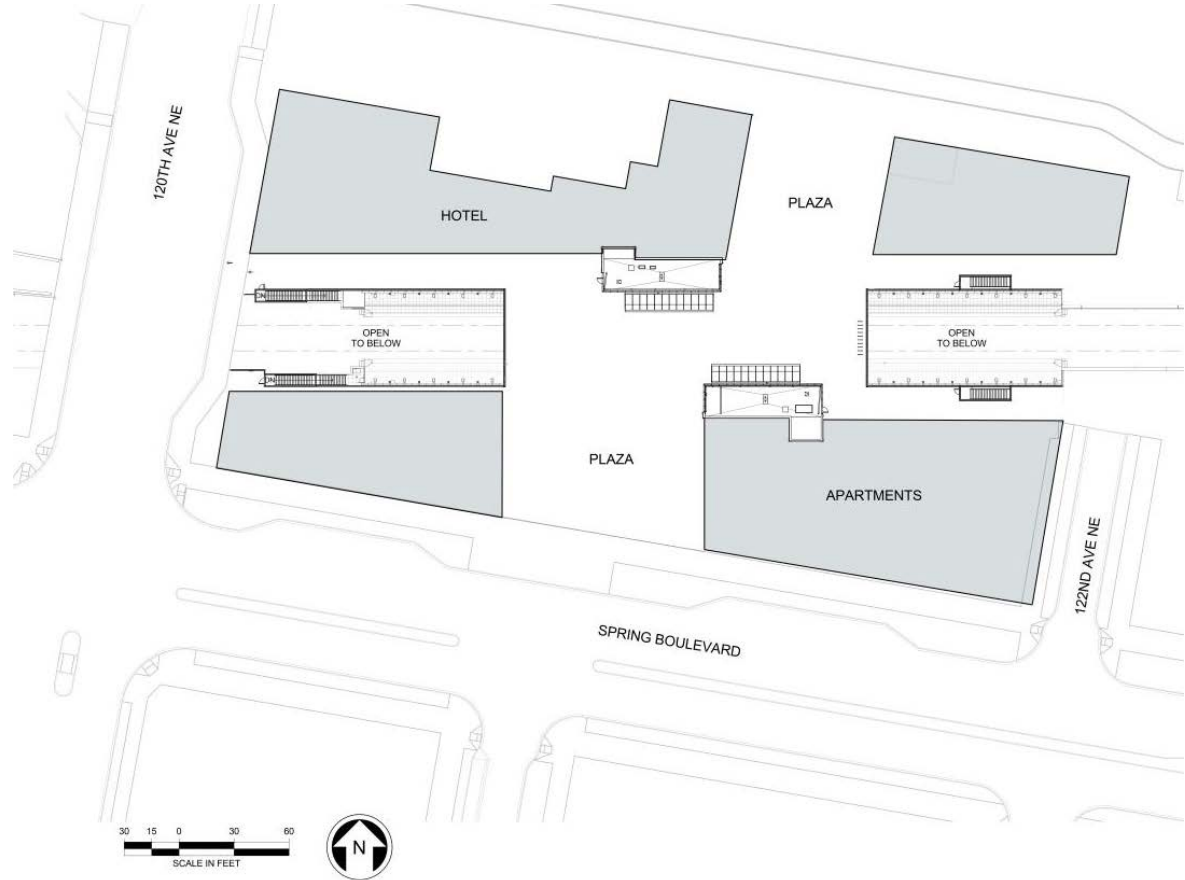 120TH AVE NE
HOTEL
PLAZA
OPEN
TO BELOW
OPEN
TO BELOW
PLAZA
APARTMENTS
122ND AVE NE
SPRING BOULEVARD
30 15 0 30 60
SCALE IN FEET
N